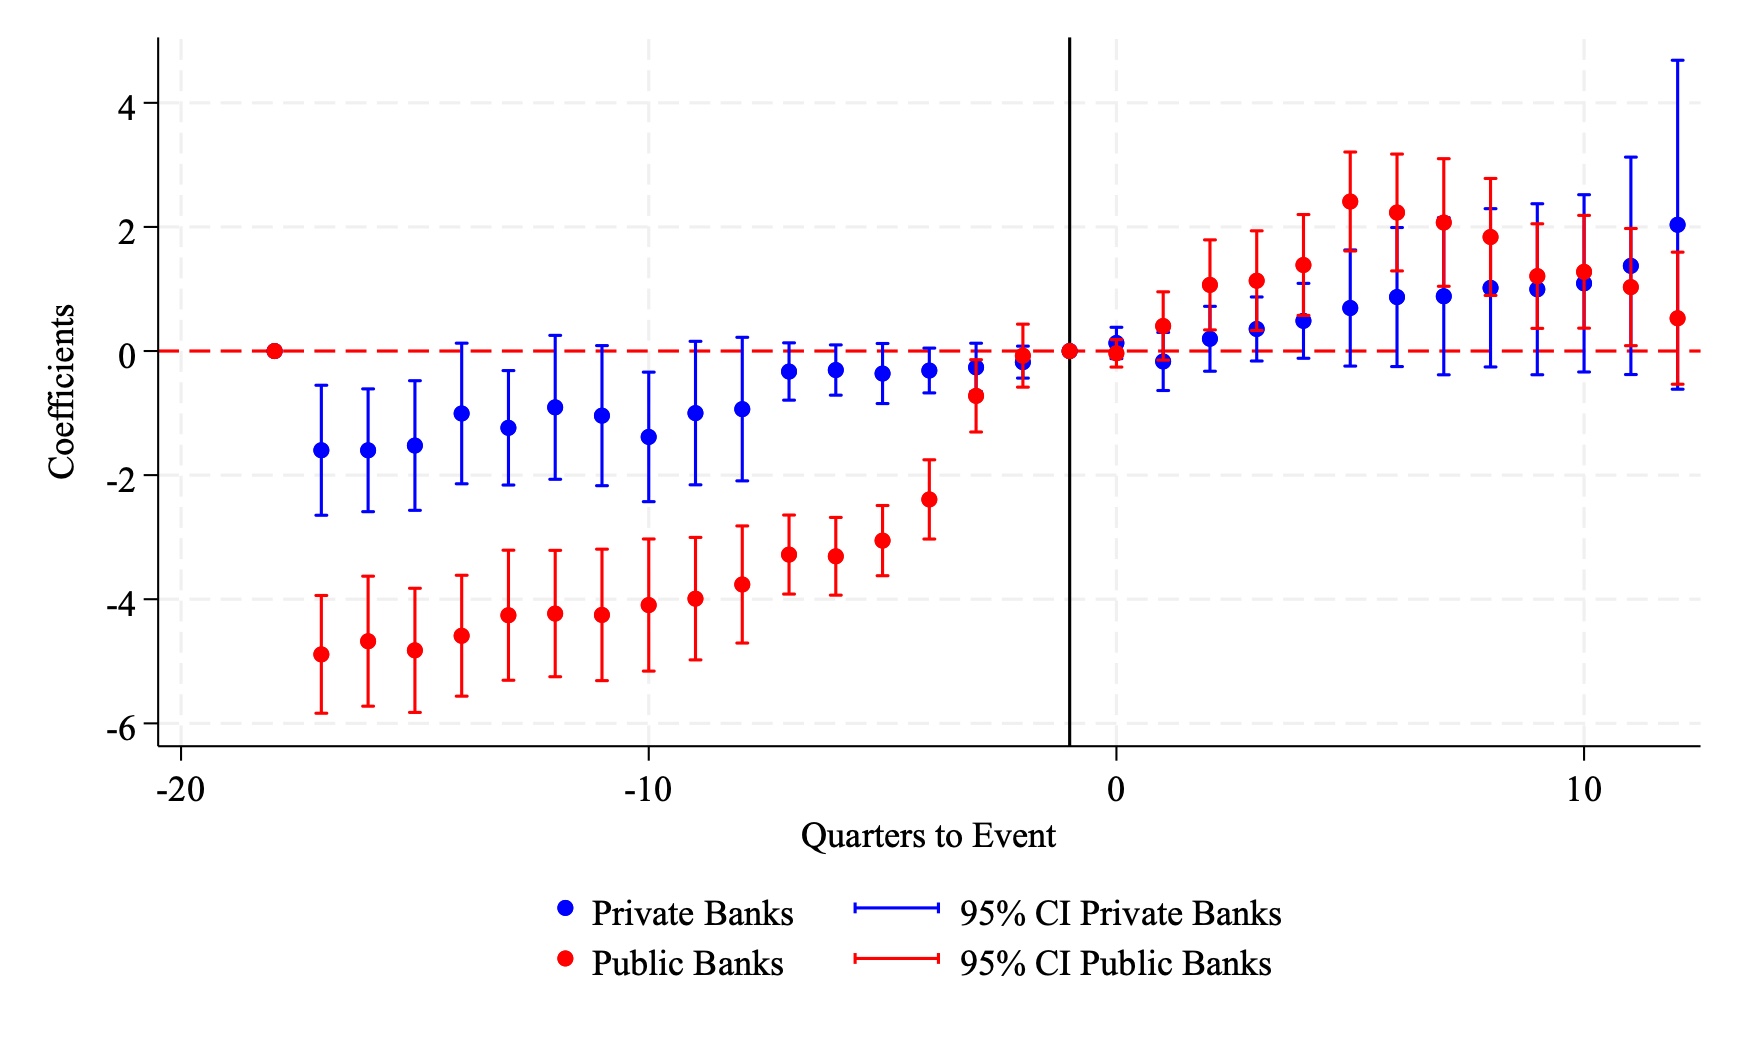 4
2
0
-2
-4
-6
Coefficients
-20 -10 0 10
Quarters to Event
Private Banks 95% CI Private Banks
Public Banks 95% CI Public Banks